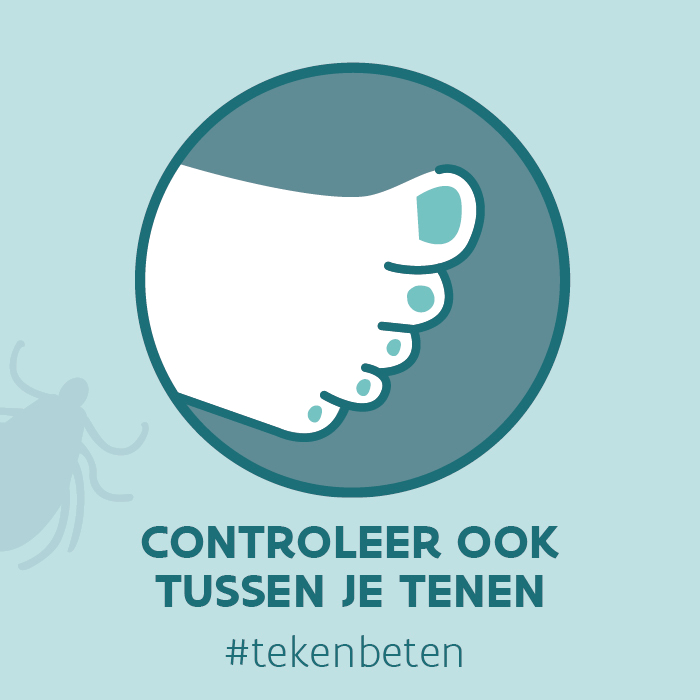 CONTROLEER OOK
TUSSEN JE TENEN
#tekenbeten